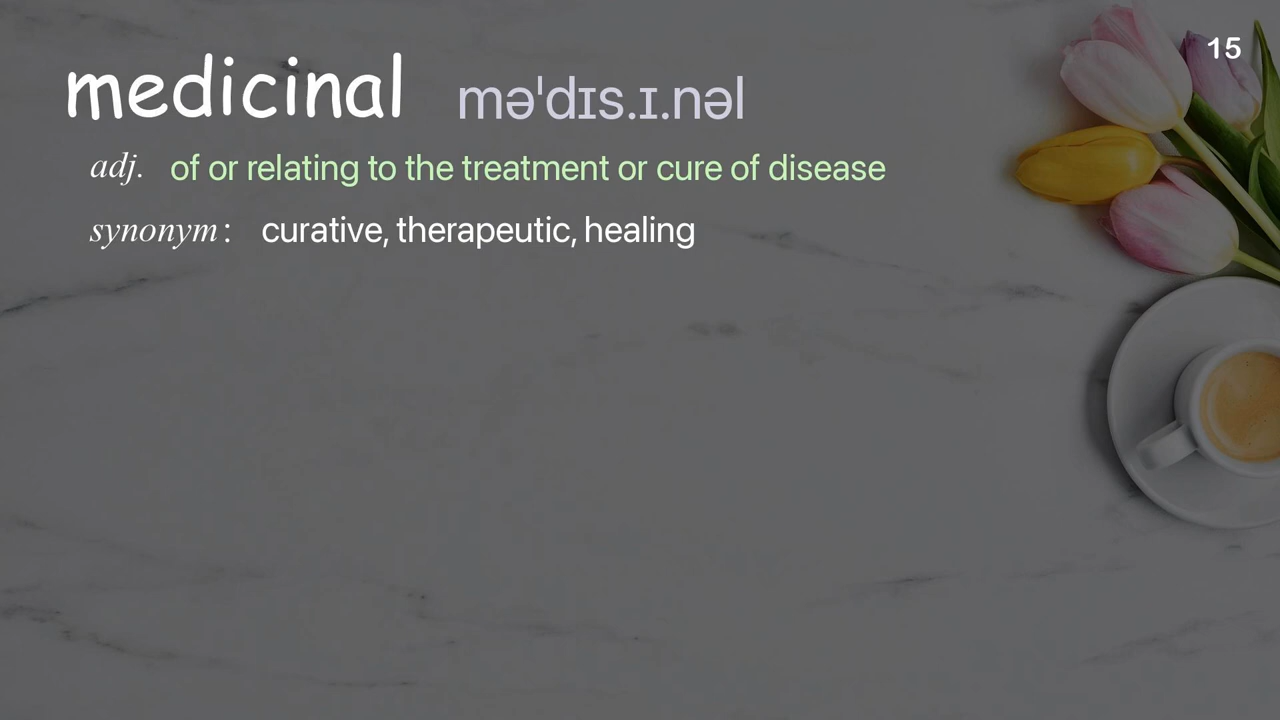 15
medicinal məˈdɪs.ɪ.nəl
adj. of or relating to the treatment or cure of disease
synonym: curative, therapeutic, healing